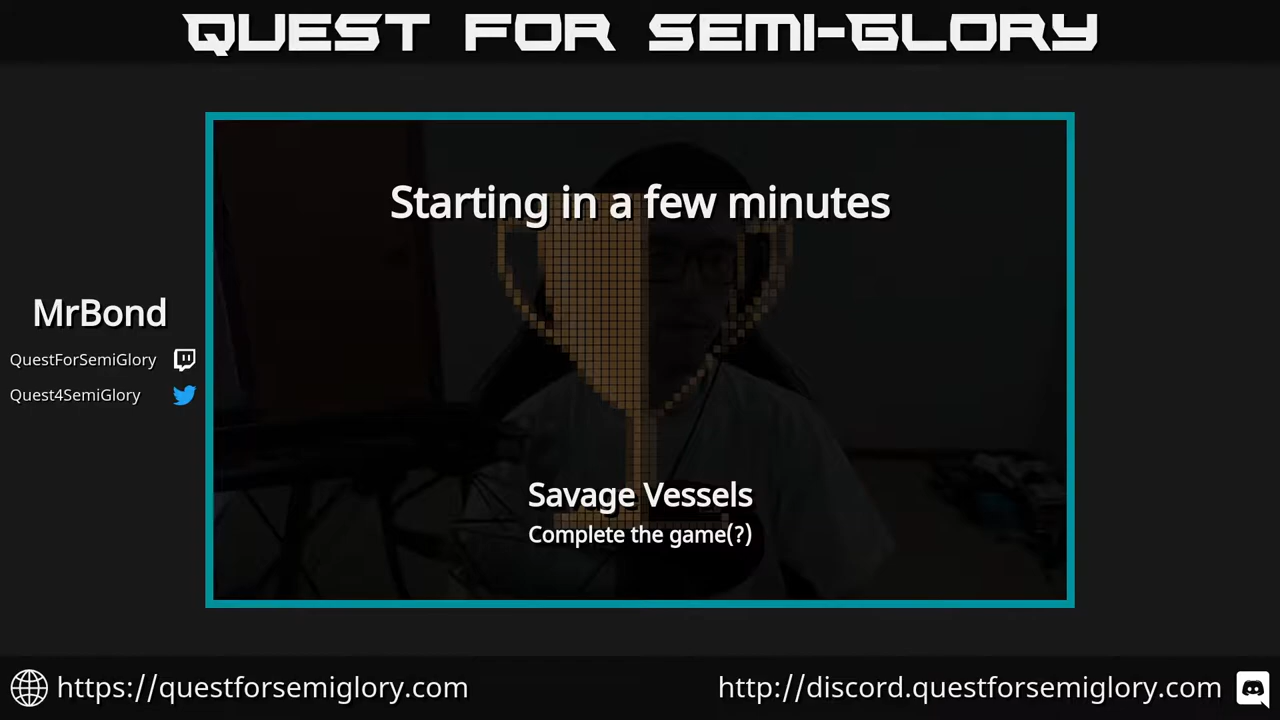 QUEST FOR SEMI-GLORY
Starting in a few minutes
MrBond
QuestForSemiGlory
Quest4SemiGlory
Savage Vessels
Complete the game(?)
https://questforsemiglory.com
http://discord.questforsemiglory.com